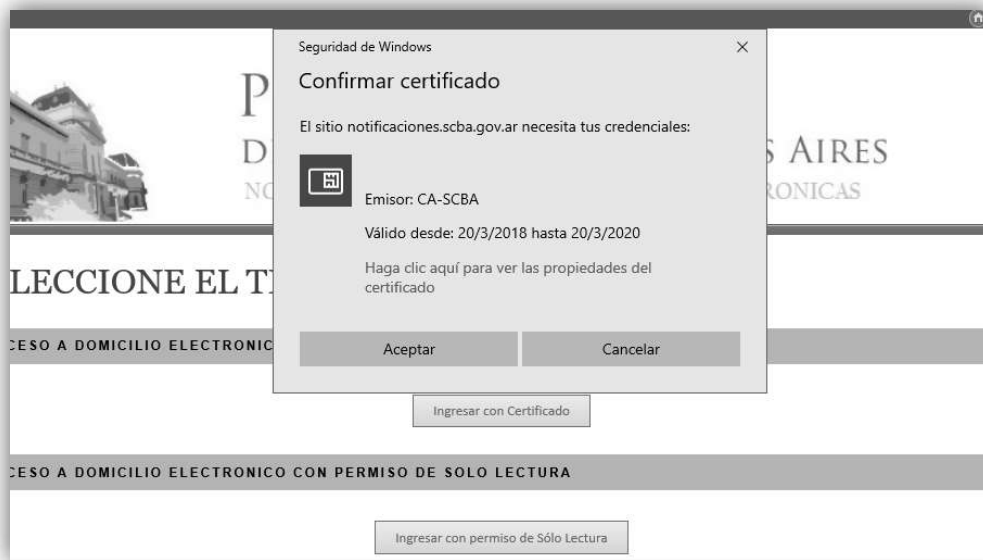 Seguridad de Windows
Confirmar certificado
El sitio notificaciones.scba.gov.ar necesita tus credenciales:
Emisor: CA-SCBA
Válido desde: 20/3/2018 hasta 20/3/2020
Haga clic aquí para ver las propiedades del
certificado
Aceptar
Cancelar
P
D
S AIRES
NO
RONICAS
LECCIONE EL T
CESO A DOMICILIO ELECTRONIC
Ingresar con Certificado
CESO A DOMICILIO ELECTRONICO CON PERMISO DE SOLO LECTURA
Ingresar con permiso de Sólo Lectura